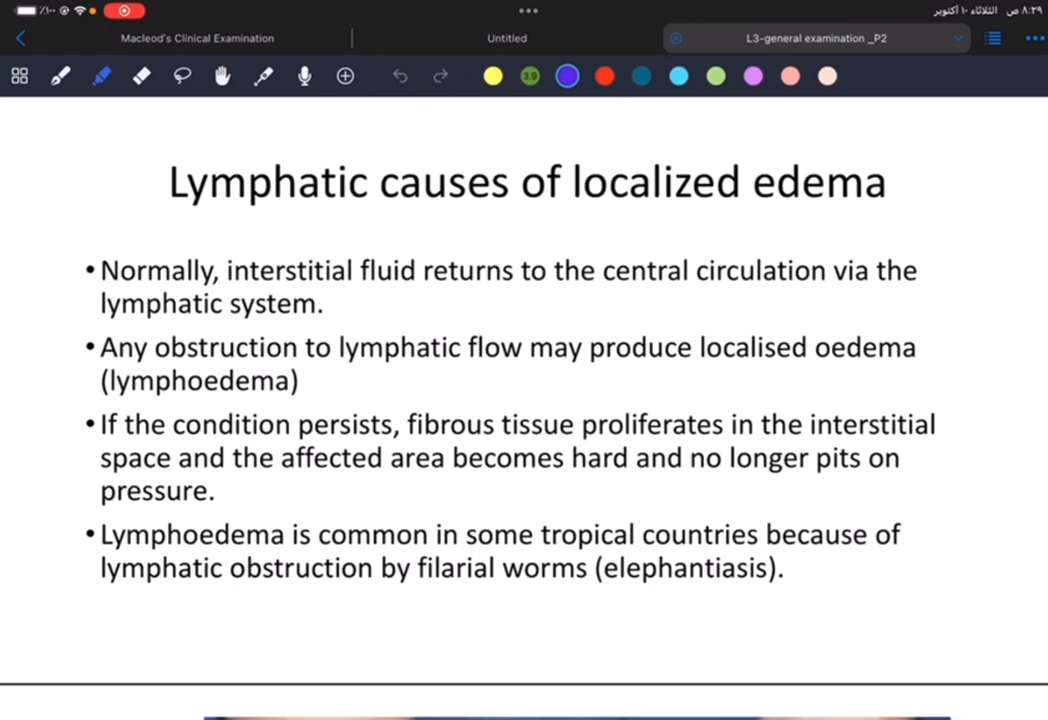 ٪١٠٠
٨:٣٩ ص الثلاثاء ١٠ أكتوبر
Macleod's Clinical Examination
Untitled
L3-general examination _P2
3.9
Lymphatic causes of localized edema
• Normally, interstitial fluid returns to the central circulation via the
lymphatic system.
• Any obstruction to lymphatic flow may produce localised oedema
(lymphoedema)
• If the condition persists, fibrous tissue proliferates in the interstitial
space and the affected area becomes hard and no longer pits on
pressure.
• Lymphoedema is common in some tropical countries because of
lymphatic obstruction by filarial worms (elephantiasis).